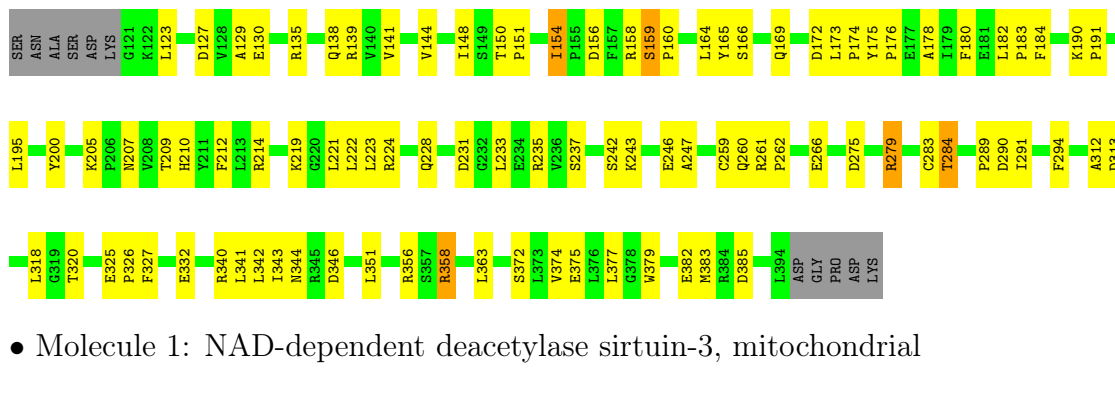 SER ASN ALA SER ASP LYS G121 K122 L123 D127 V128 A129 E130 R135 Q138 R139 V140 V141 V144 I148 S149 T150 P151 I154 P155 D156 F157 R158 S159 P160 L164 Y165 S166 Q169 D172 L173 P174 Y175 P176 E177 A178 I179 F180 E181 L182 P183 F184 K190 P191
L195 Y200 K205 P206 N207 V208 T209 H210 Y211 F212 L213 R214 K219 G220 L221 L222 L223 R224 Q228 D231 G232 L233 E234 R235 V236 S237 S242 K243 E246 A247 C259 Q260 R261 P262 E266 D275 R279 C283 T284 P289 D290 I291 F294 A312
L318 G319 T320 E325 P326 F327 E332 R340 L341 L342 I343 N344 R345 D346 L351 R356 S357 R358 L363 S372 L373 V374 E375 L376 L377 G378 W379 E382 M383 R384 D385 L394 ASP GLY PRO ASP LYS
• Molecule 1: NAD-dependent deacetylase sirtuin-3, mitochondrial